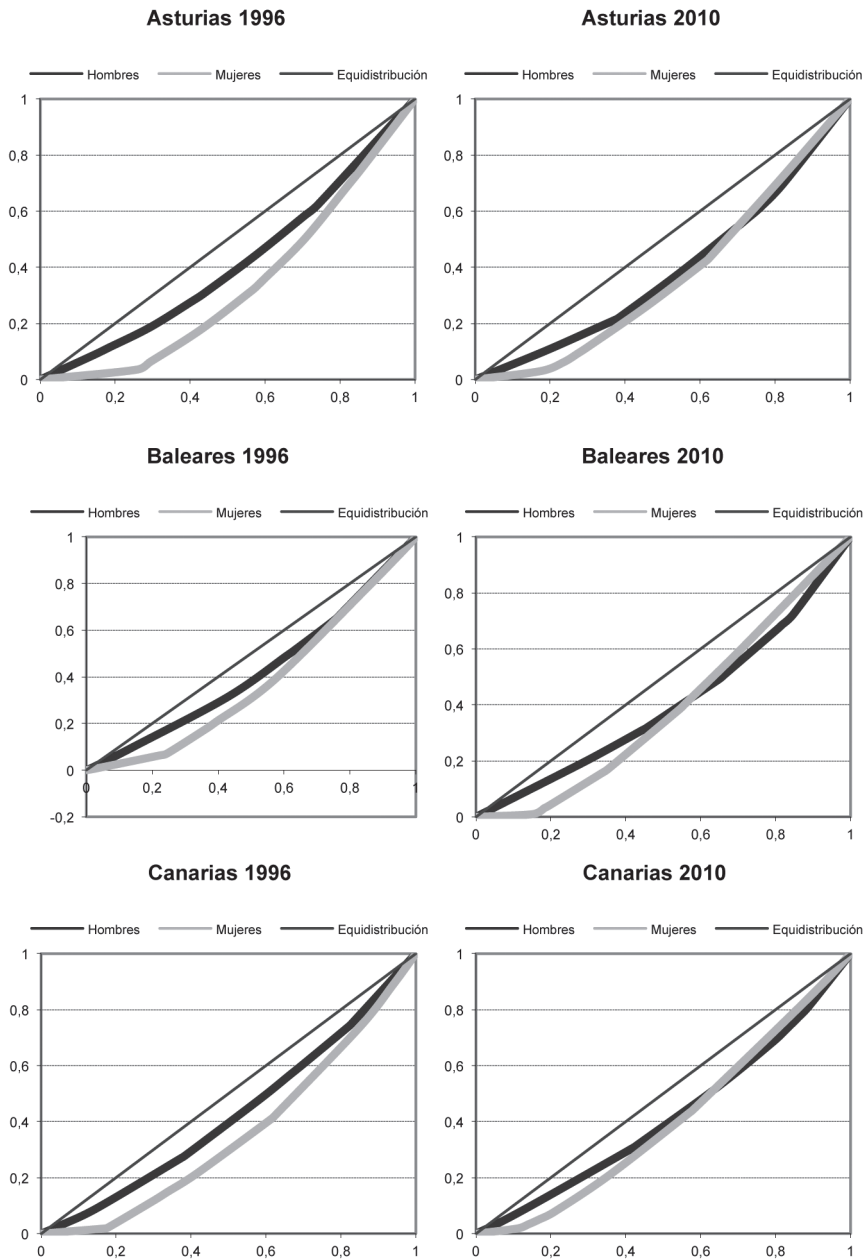 Asturias 1996
Hombres Mujeres Equidistribución
1
0,8
0,6
0,4
0,2
0
0 0,2 0,4 0,6 0,8 1
Asturias 2010
Hombres Mujeres Equidistribución
1
0,8
0,6
0,4
0,2
0
0 0,2 0,4 0,6 0,8 1
Baleares 1996
Hombres Mujeres Equidistribución
1
0,8
0,6
0,4
0,2
0
0 0,2 0,4 0,6 0,8 1
-0,2
Baleares 2010
Hombres Mujeres Equidistribución
1
0,8
0,6
0,4
0,2
0
0 0,2 0,4 0,6 0,8 1
Canarias 1996
Hombres Mujeres Equidistribución
1
0,8
0,6
0,4
0,2
0
0 0,2 0,4 0,6 0,8 1
Canarias 2010
Hombres Mujeres Equidistribución
1
0,8
0,6
0,4
0,2
0
0 0,2 0,4 0,6 0,8 1